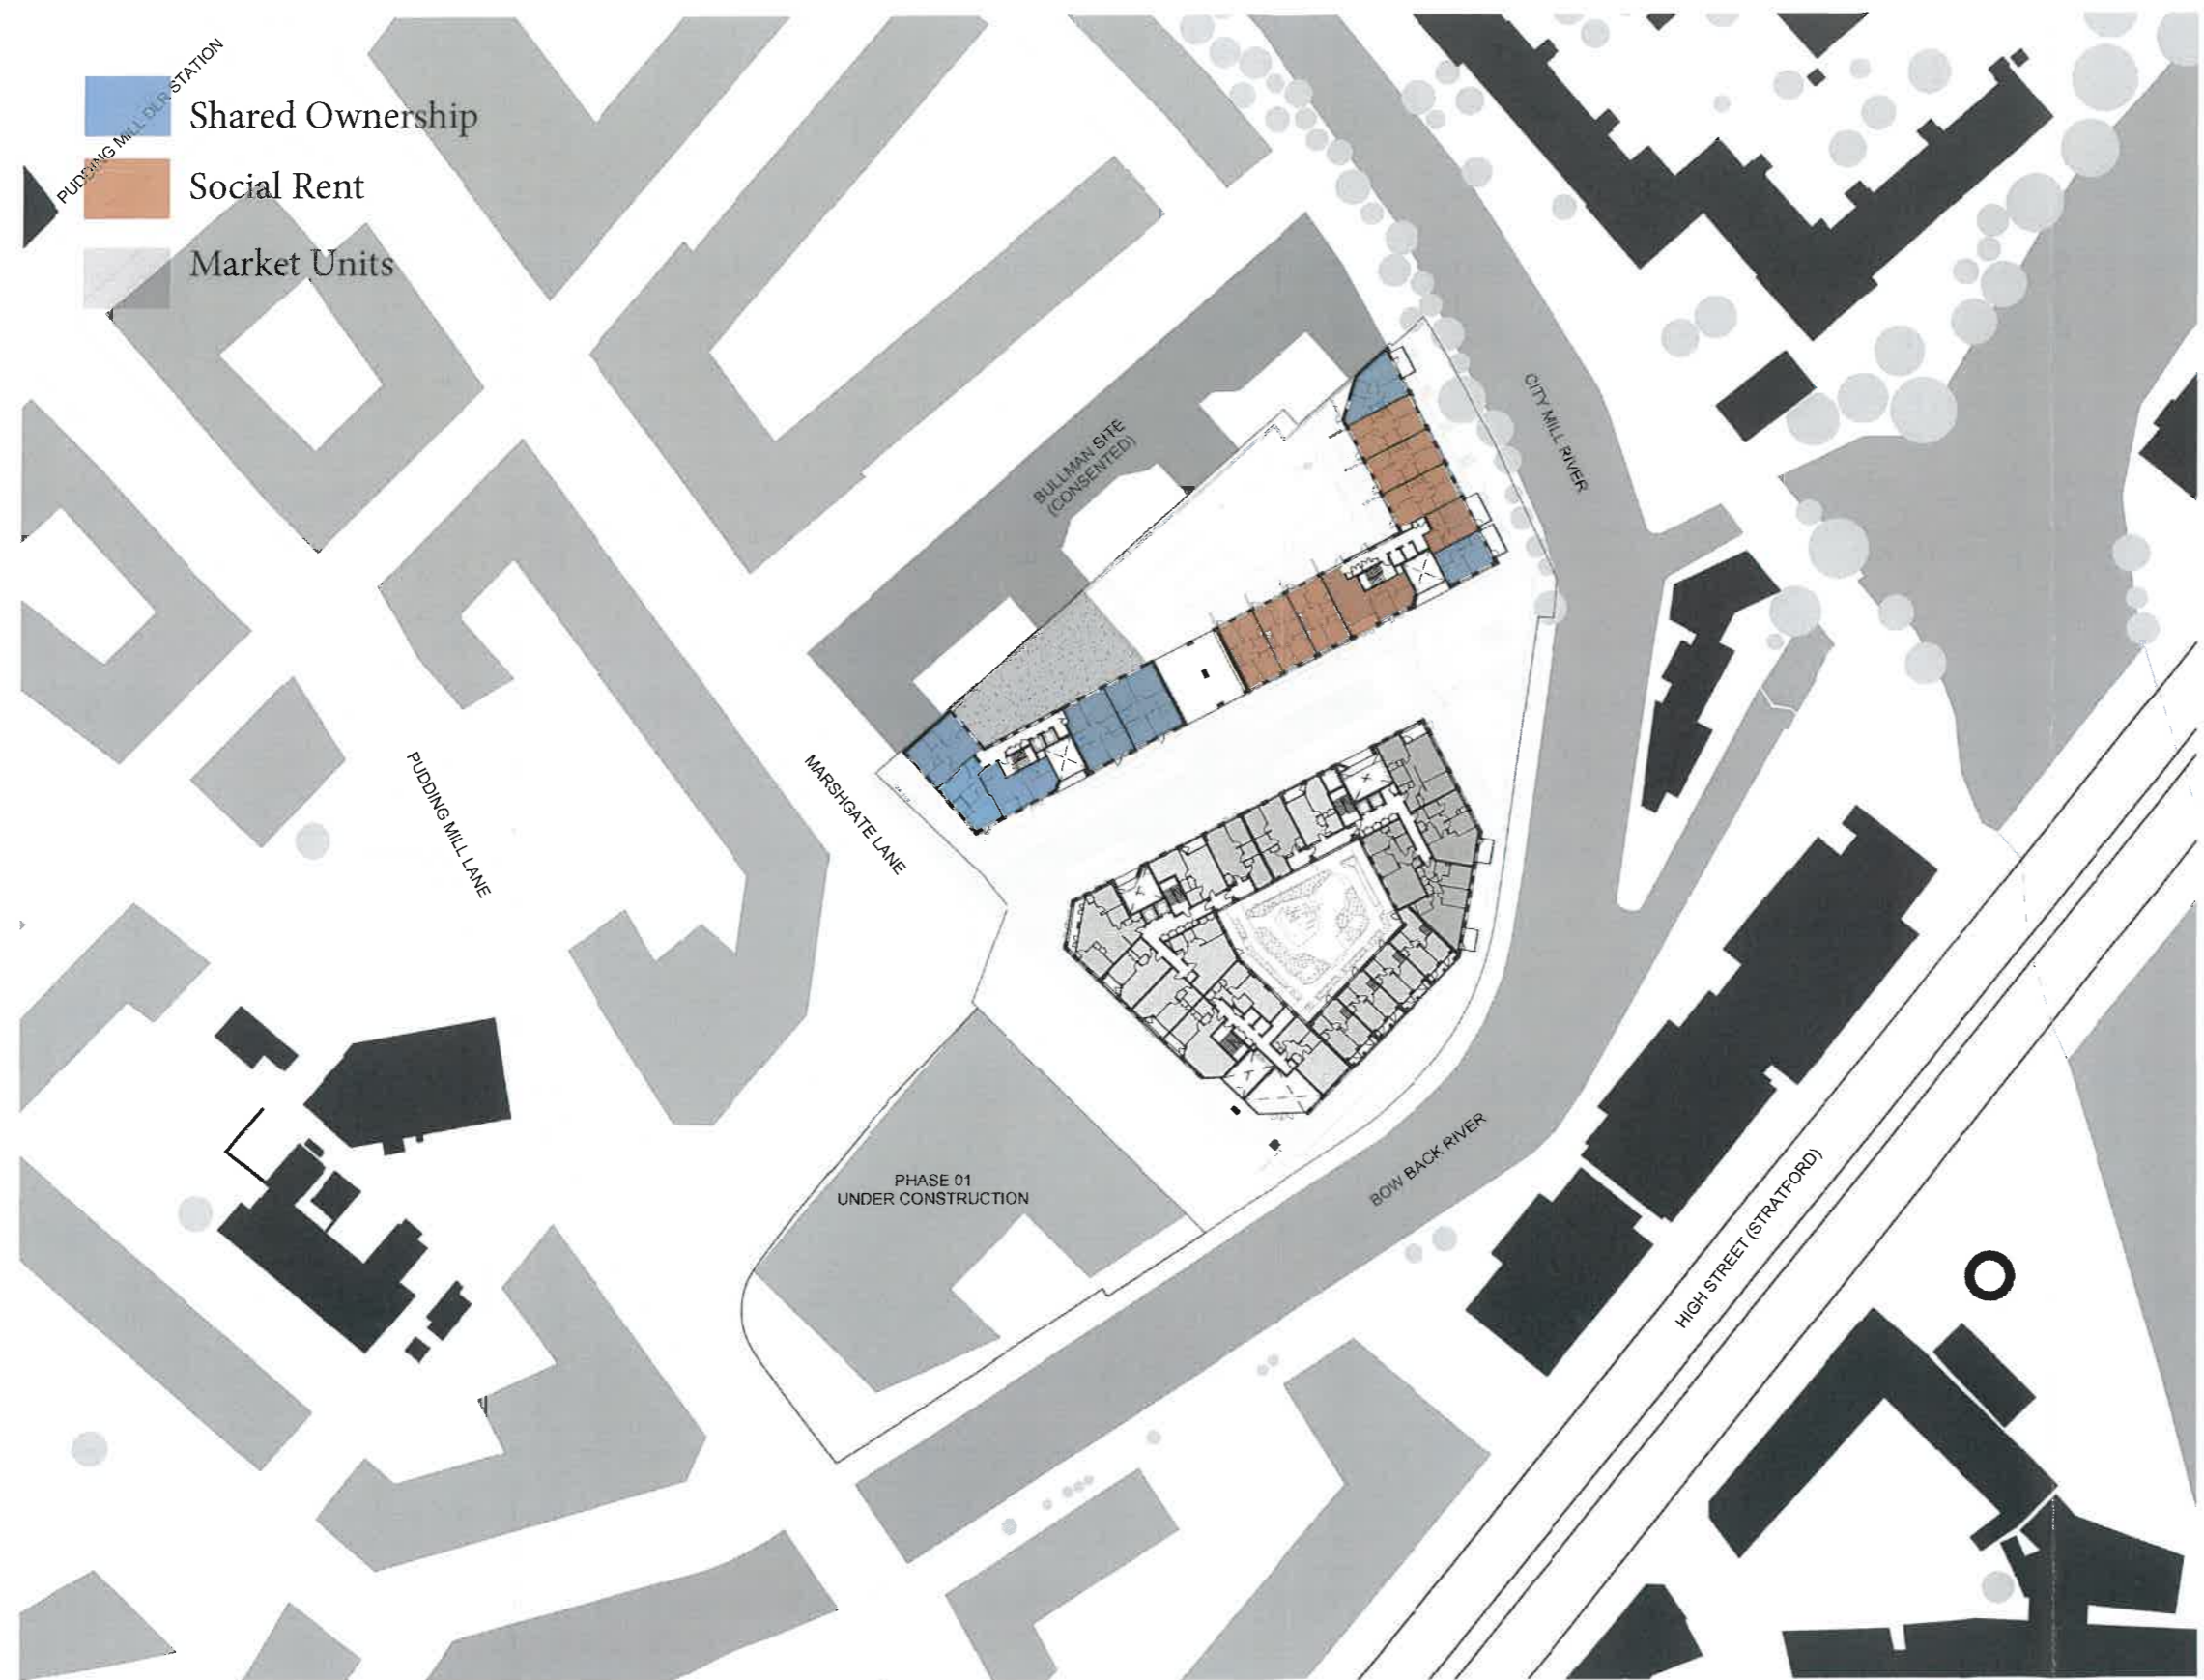 PUDDING MILL DLR STATION
Shared Ownership
Social Rent
Market Units
BULLMAN SITE
(CONSENTED)
CITY MILL RIVER
PUDDING MILL LANE
MARSHGATE LANE
PHASE 01
UNDER CONSTRUCTION
BOW BACK RIVER
HIGH STREET (STRATFORD)